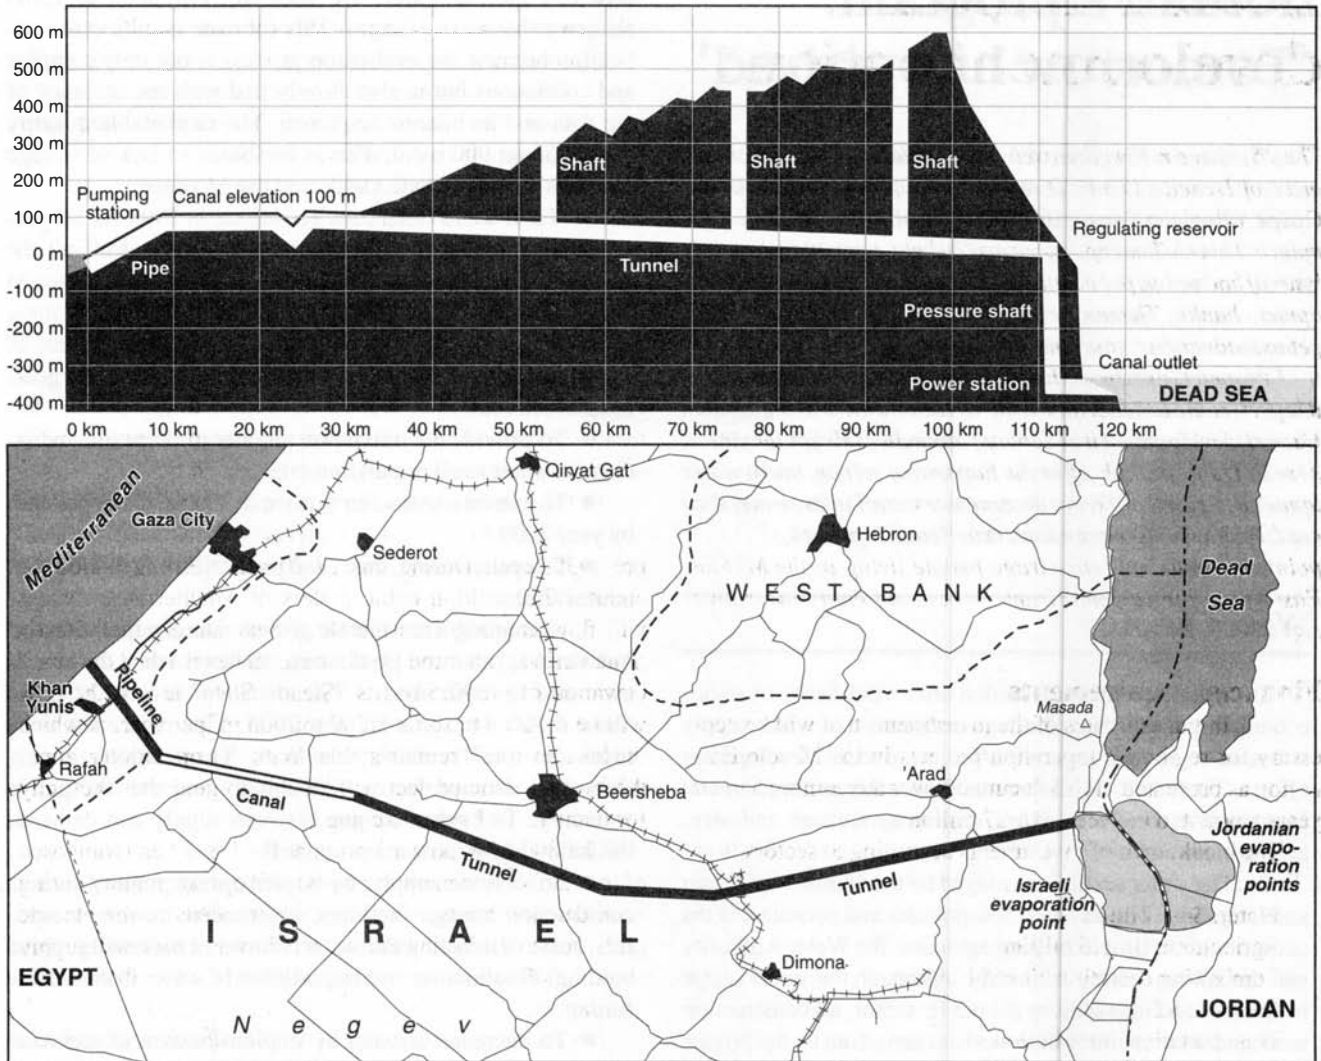 600 m
500 m
400 m
300 m
200 m
100 m
0 m
-100 m
-200 m
-300 m
-400 m
Pumping
station
Canal elevation 100 m
Pipe
Shaft
Shaft
Shaft
Tunnel
Regulating reservoir
Pressure shaft
Power station
Canal outlet
DEAD SEA
0 km
10 km
20 km
30 km
40 km
50 km
60 km
70 km
80 km
90 km
100 km
110 km
120 km
Mediterranean
Gaza City
Sederot
Qiryat Gat
Hebron
WEST BANK
Dead
Sea
Khan
Yunis
Pipeline
Rafah
Masada
Canal
Beersheba
'Arad
Tunnel
Tunnel
Israeli
evaporation
point
Jordanian
evapo-
ration
points
ISRAEL
Dimona
EGYPT
Negev
JORDAN